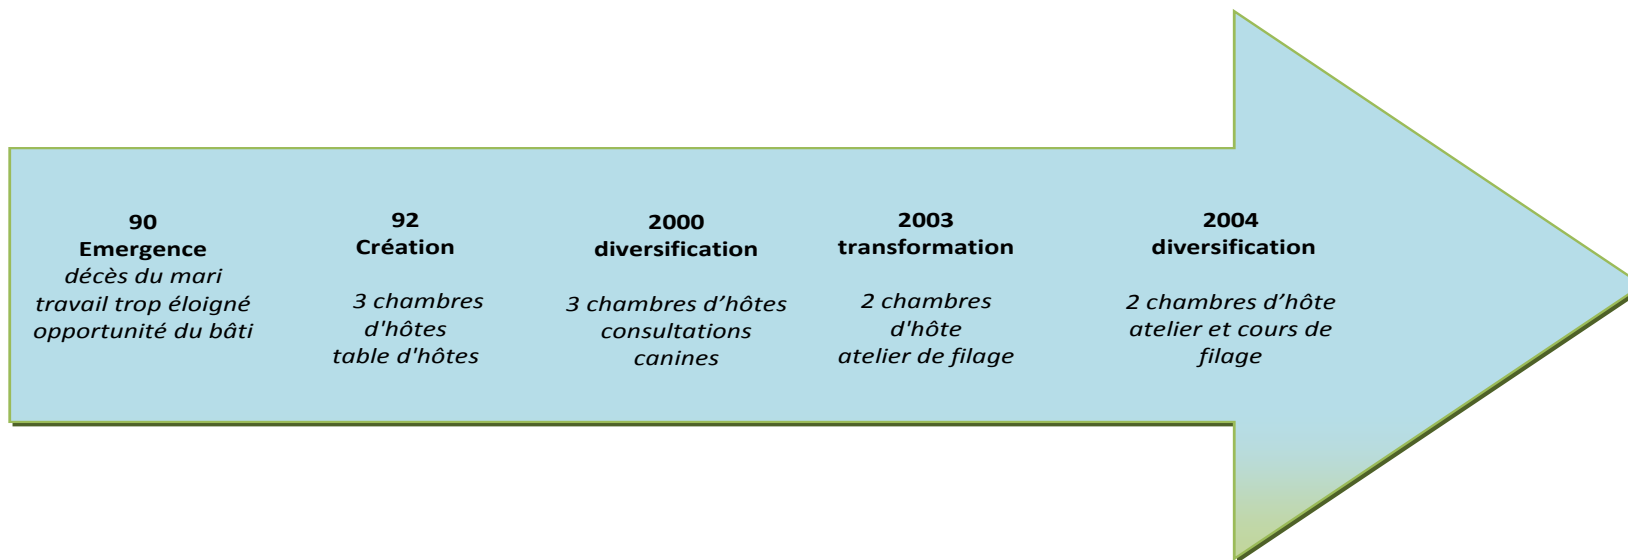 90
Emergence
décès du mari
travail trop éloigné
opportunité du bâti
92
Création
3 chambres
d'hôtes
table d'hôtes
2000
diversification
3 chambres d’hôtes
consultations
canines
2003
transformation
2 chambres
d'hôte
atelier de filage
2004
diversification
2 chambres d’hôte
atelier et cours de
filage